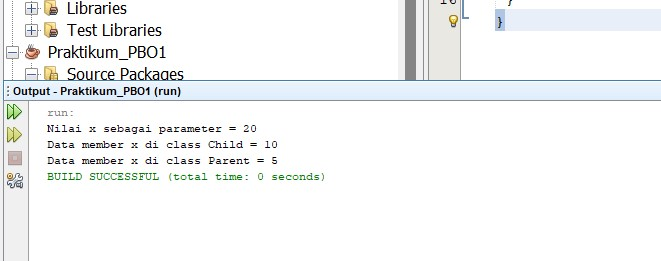 Libraries
Test Libraries
Praktikum_PBO1
Source Packages
}
}
Output - Praktikum_PBO1 (run)
run:
Nilai x sebagai parameter = 20
Data member x di class Child = 10
Data member x di class Parent = 5
BUILD SUCCESSFUL (total time: 0 seconds)